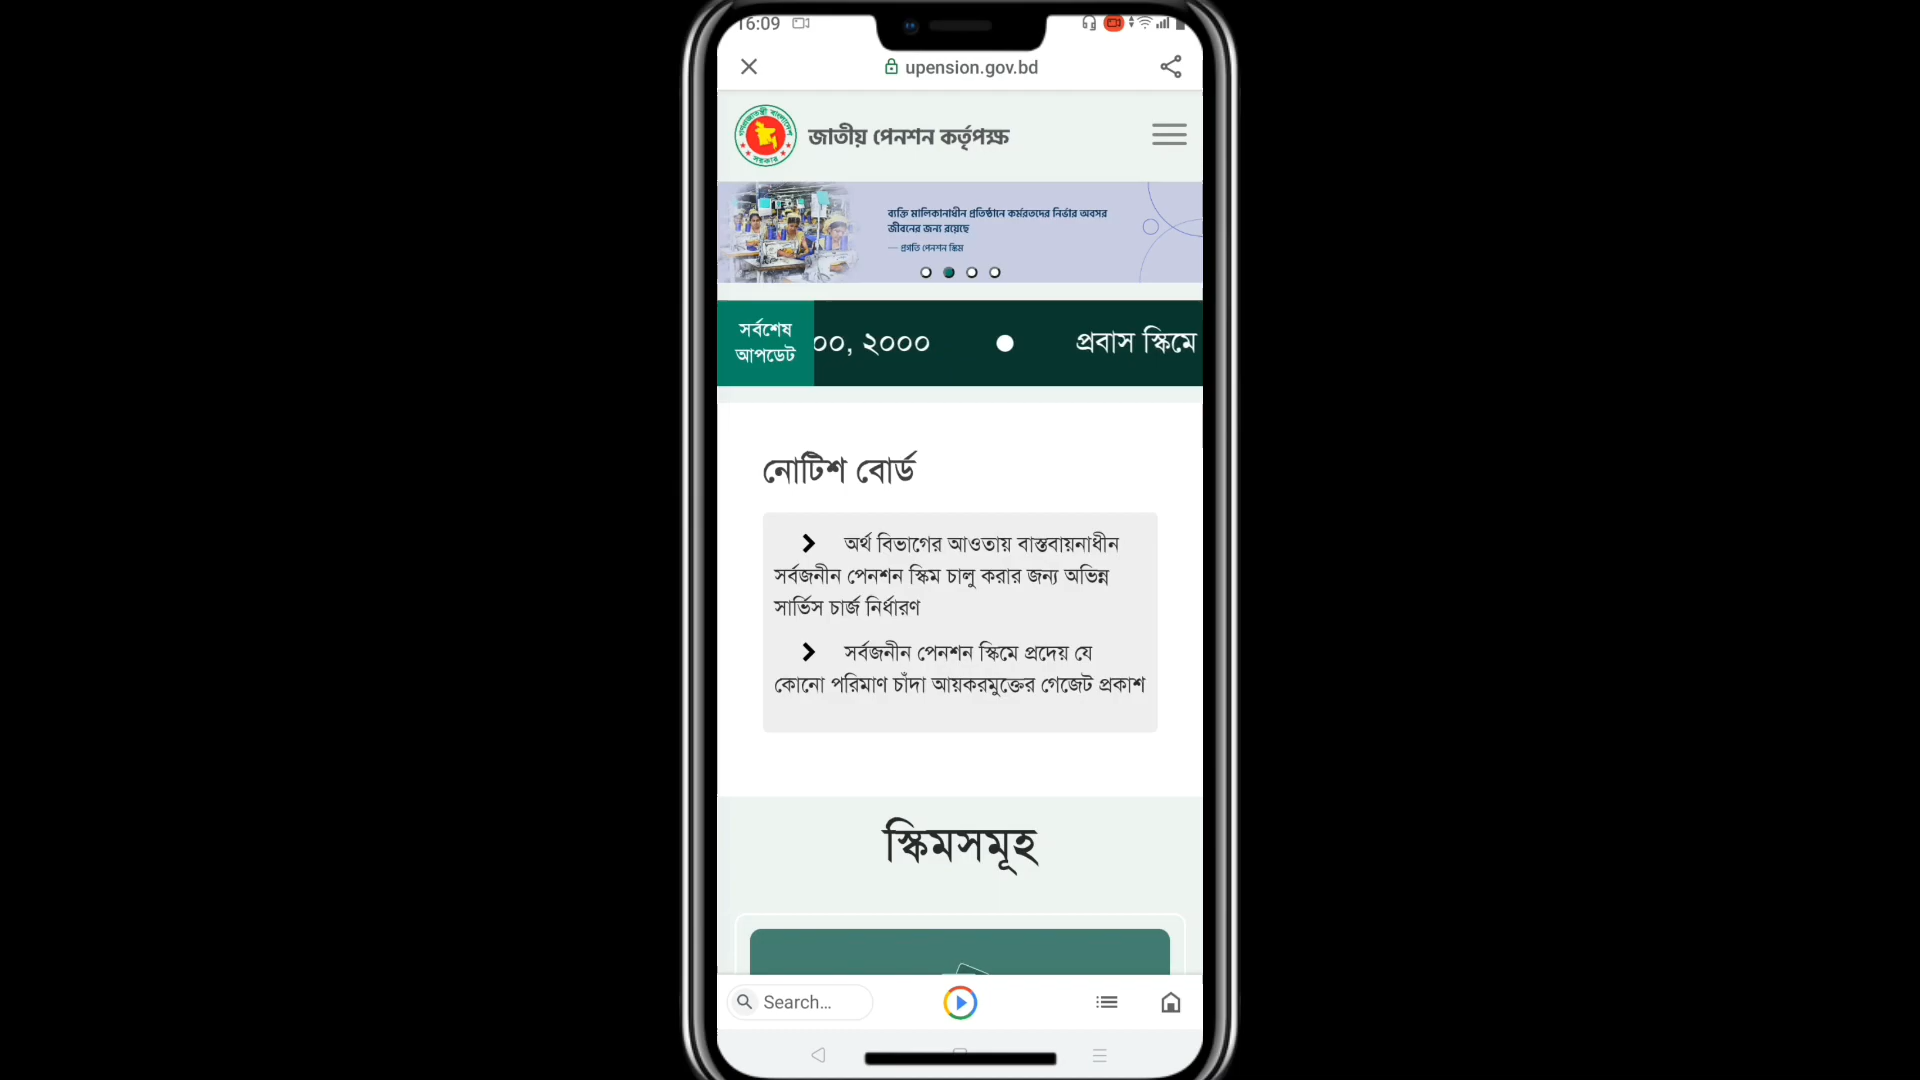 16:09
upension.gov.bd
জাতীয় পেনশন কর্তৃপক্ষ
ব্যক্তি মালিকানাধীন প্রতিষ্ঠানে কর্মরতদের নির্ভার অবসর
জীবনের জন্য রয়েছে
— প্রগতি পেনশন স্কিম
সর্বশেষ
আপডেট
০০, ২০০০
প্রবাস স্কিমে
নোটিশ বোর্ড
অর্থ বিভাগের আওতায় বাস্তবায়নাধীন
সর্বজনীন পেনশন স্কিম চালু করার জন্য অভিন্ন
সার্ভিস চার্জ নির্ধারণ
সর্বজনীন পেনশন স্কিমে প্রদেয় যে
কোনো পরিমাণ চাঁদা আয়করমুক্তের গেজেট প্রকাশ
স্কিমসমূহ
Search...